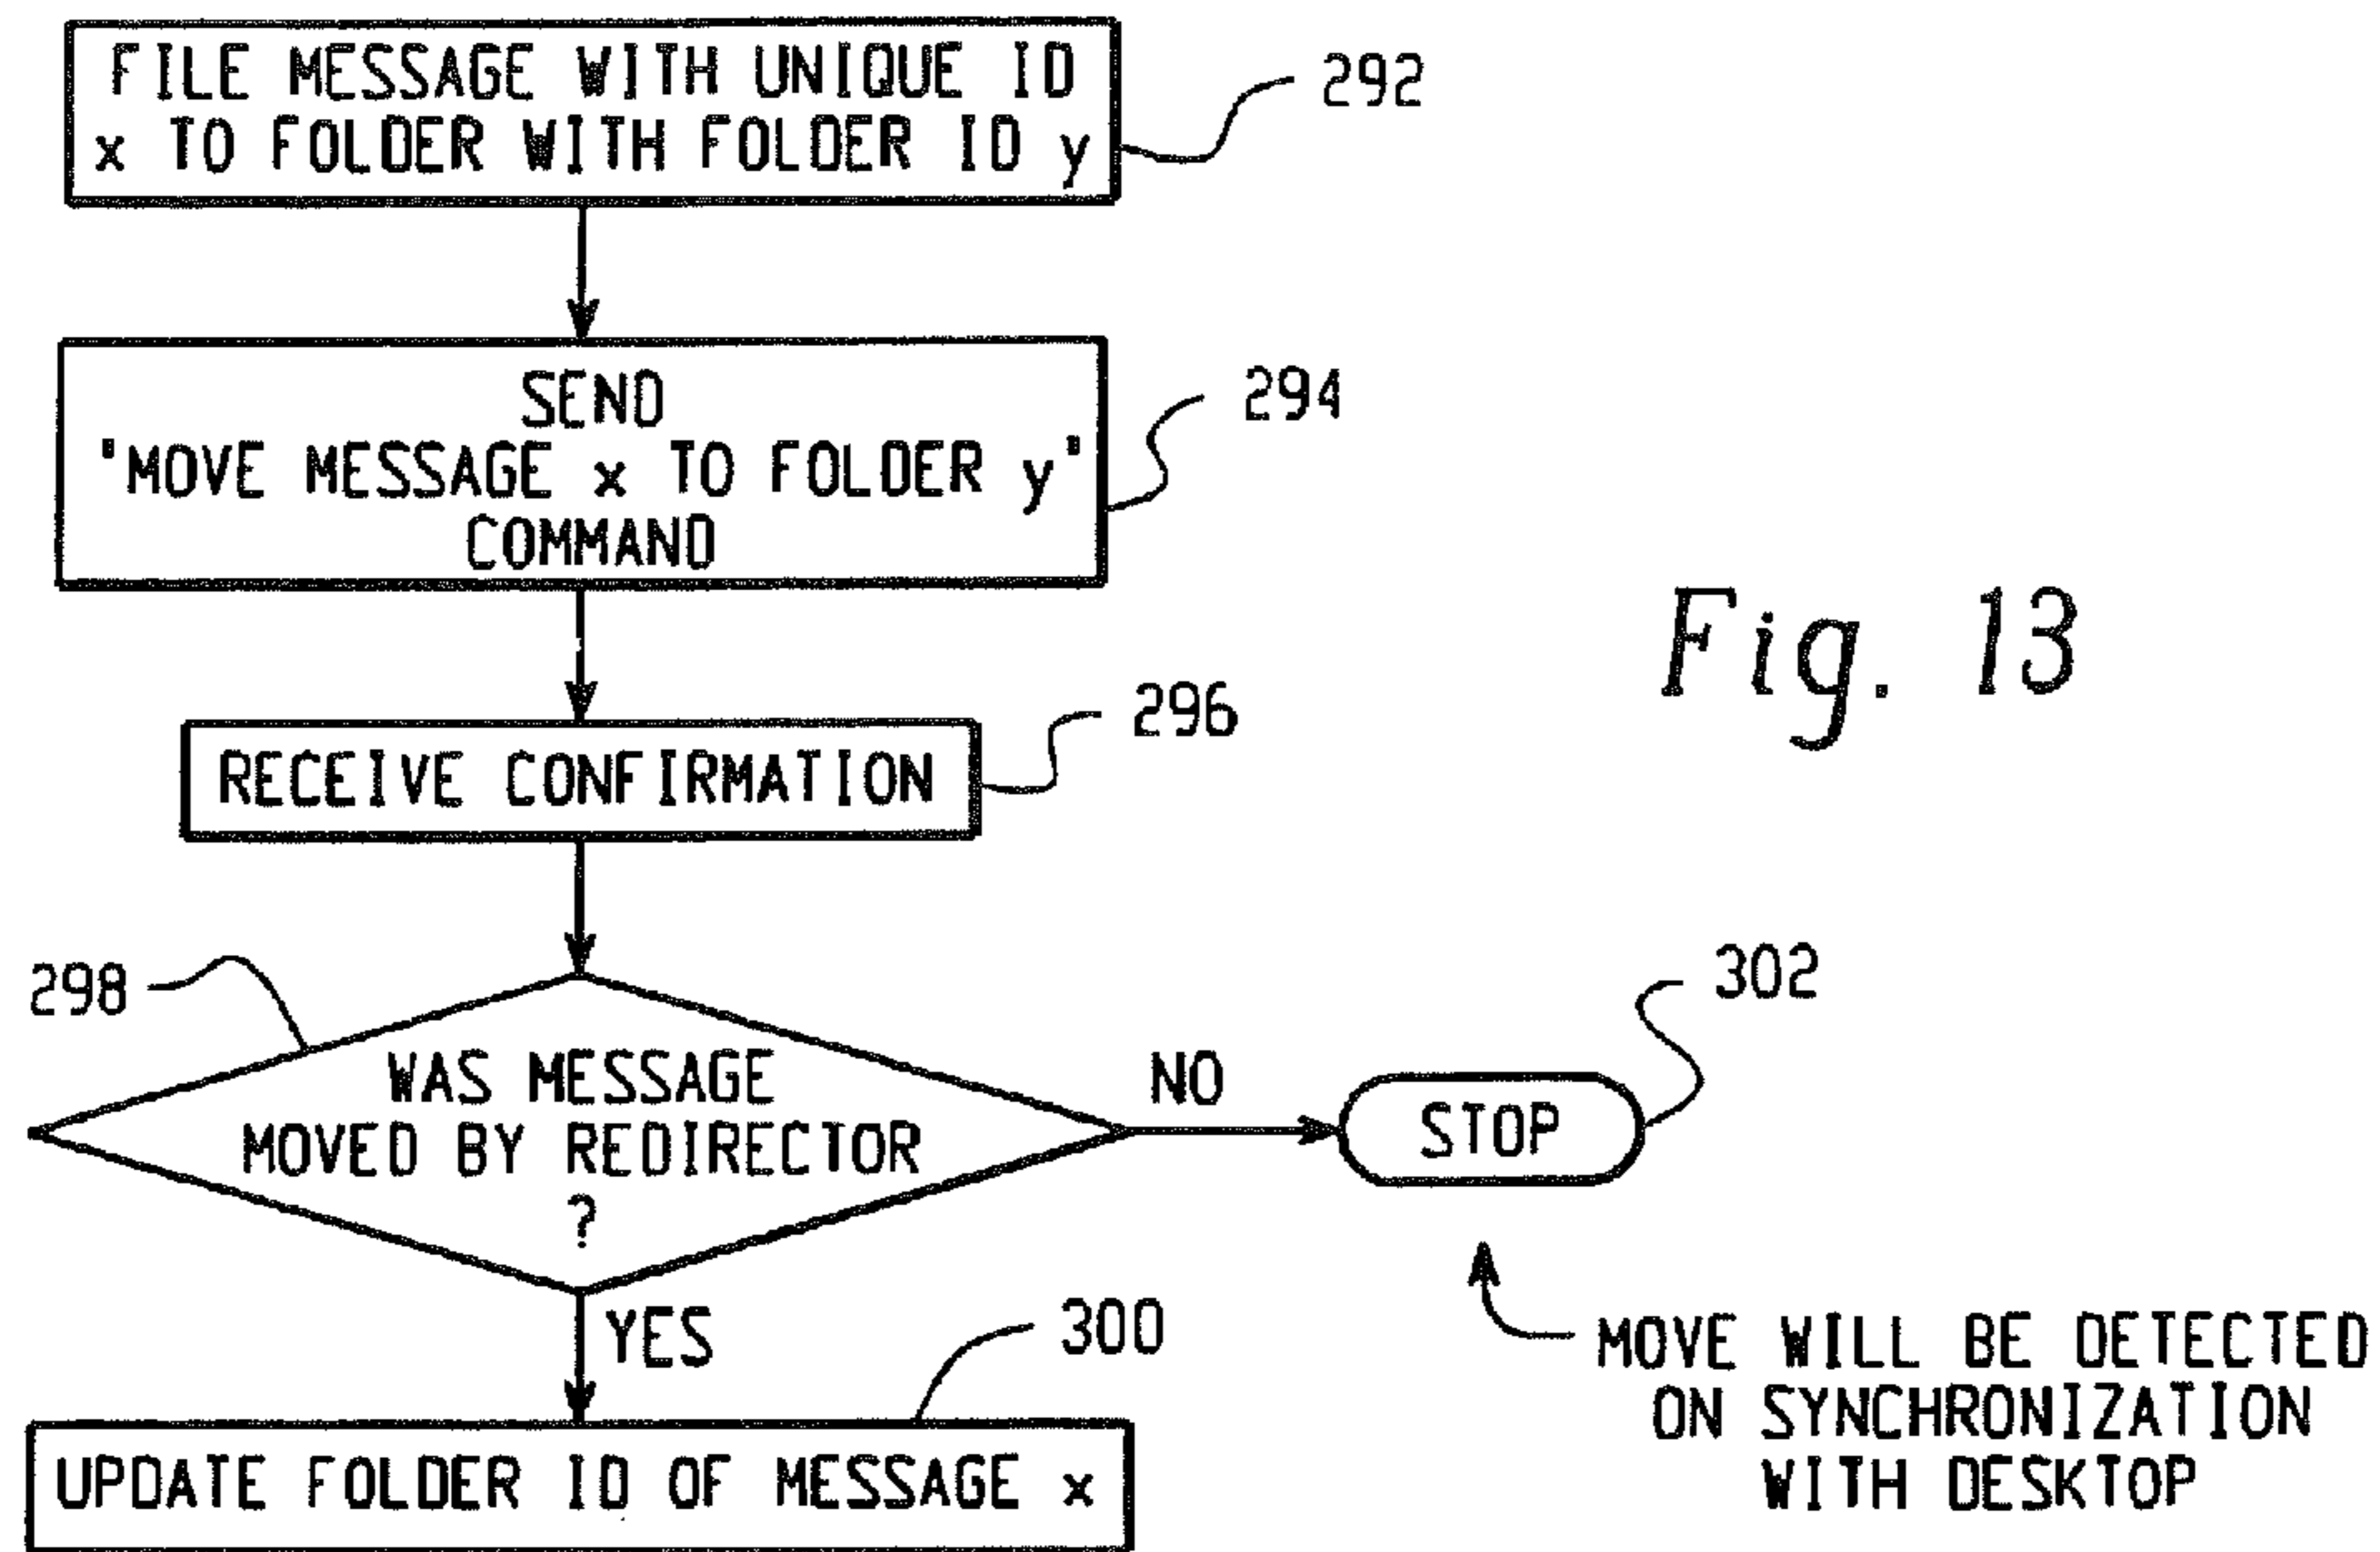 FILE MESSAGE WITH UNIQUE ID
x TO FOLDER WITH FOLDER ID y
292
SEND
"MOVE MESSAGE x TO FOLDER y"
COMMAND
294
RECEIVE CONFIRMATION
296
Fig. 13
298
WAS MESSAGE
MOVED BY REDIRECTOR
?
NO
STOP
302
YES
300
UPDATE FOLDER ID OF MESSAGE x
MOVE WILL BE DETECTED
ON SYNCHRONIZATION
WITH DESKTOP